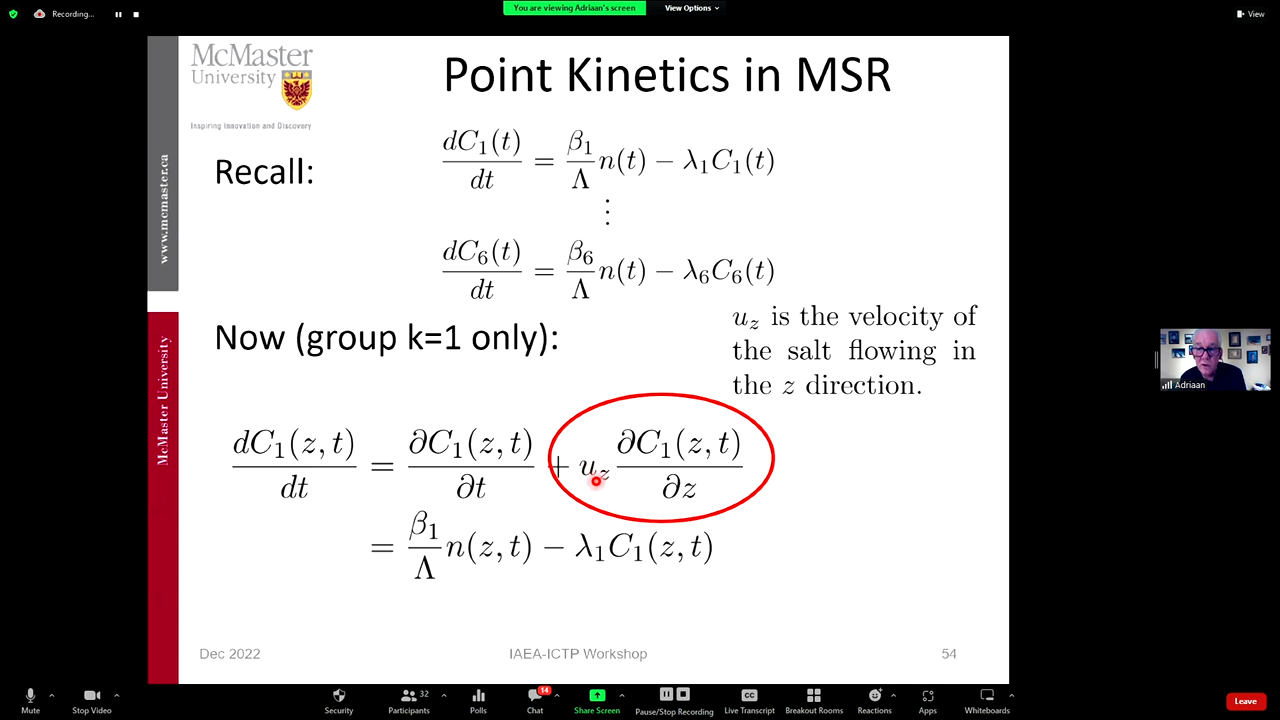 Recording...
You are viewing Adriaan's screen
View Options
View
McMaster
University
Inspiring Innovation and Discovery
www.mcmaster.ca
McMaster University
Point Kinetics in MSR
Recall:
dC₁(t)/dt = β₁/Λ n(t) − λ₁C₁(t)
⋮
dC₆(t)/dt = β₆/Λ n(t) − λ₆C₆(t)
Now (group k=1 only):
u_z is the velocity of
the salt flowing in
the z direction.
dC₁(z, t)/dt = ∂C₁(z, t)/∂t + u_z ∂C₁(z, t)/∂z
= β₁/Λ n(z, t) − λ₁C₁(z, t)
Dec 2022
IAEA-ICTP Workshop
54
Adriaan
Mute
Stop Video
Security
Participants
32
Polls
Chat
14
Share Screen
Pause/Stop Recording
CC
Live Transcript
Breakout Rooms
Reactions
Apps
Whiteboards
Leave